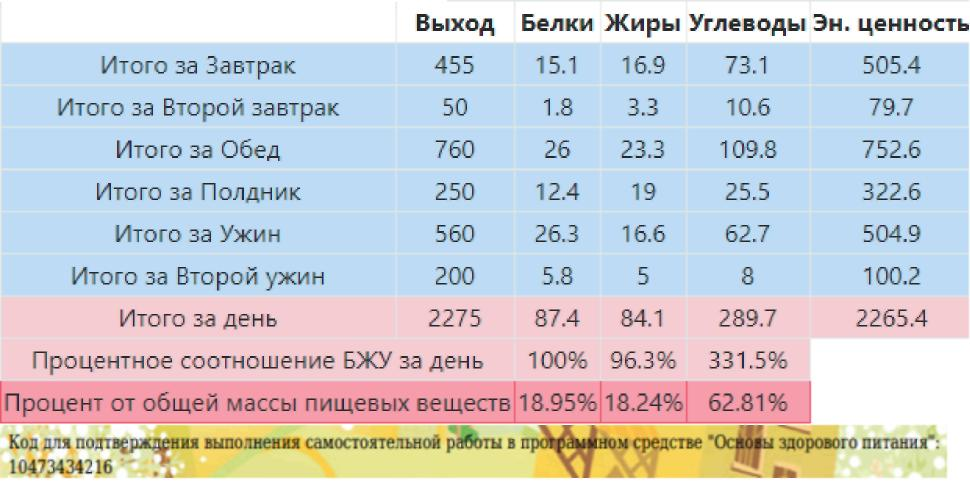 Выход Белки Жиры Углеводы Эн. ценность
Итого за Завтрак 455 15.1 16.9 73.1 505.4
Итого за Второй завтрак 50 1.8 3.3 10.6 79.7
Итого за Обед 760 26 23.3 109.8 752.6
Итого за Полдник 250 12.4 19 25.5 322.6
Итого за Ужин 560 26.3 16.6 62.7 504.9
Итого за Второй ужин 200 5.8 5 8 100.2
Итого за день 2275 87.4 84.1 289.7 2265.4
Процентное соотношение БЖУ за день 100% 96.3% 331.5%
Процент от общей массы пищевых веществ 18.95% 18.24% 62.81%
Код для подтверждения выполнения самостоятельной работы в программном средстве "Основы здорового питания":
10473434216